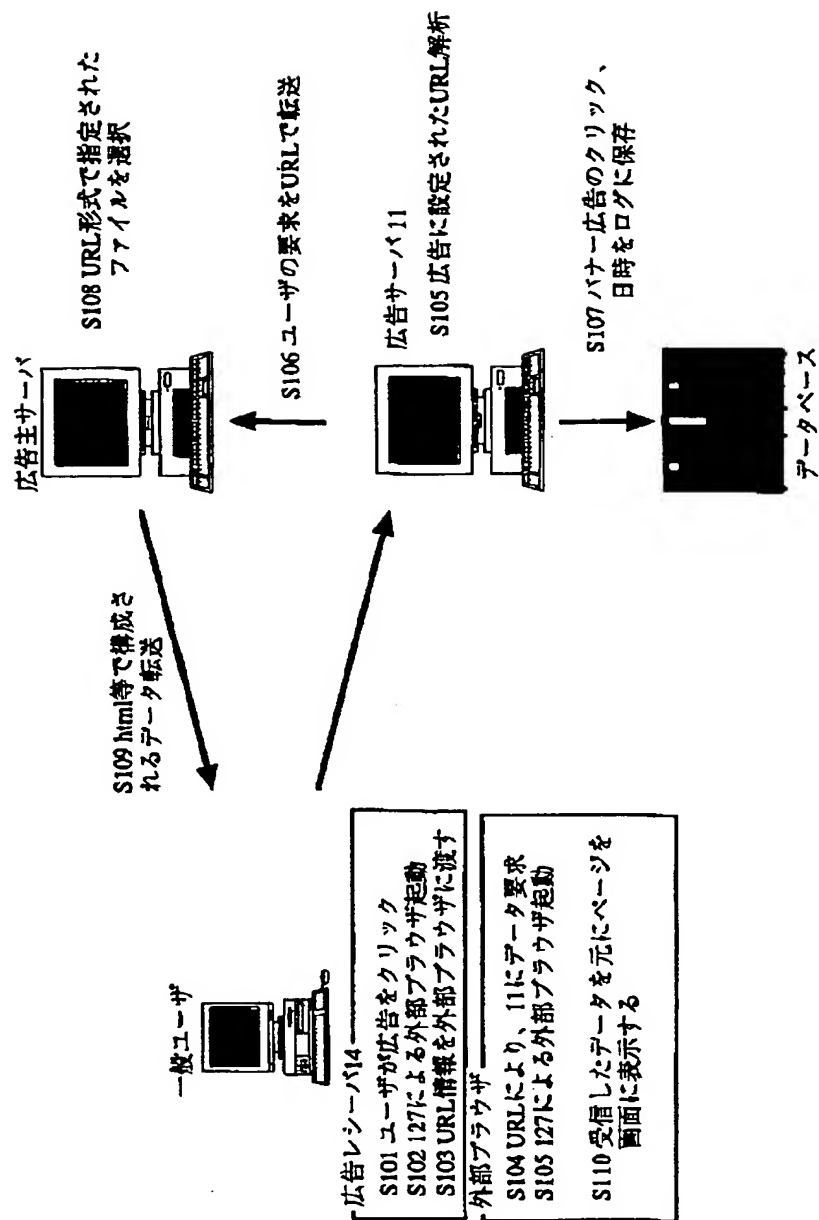 一般ユーザ
広告レシーバ14
S101 ユーザが広告をクリック
S102 127による外部ブラウザ起動
S103 URL情報を外部ブラウザに渡す
外部ブラウザ
S104 URLにより、11にデータ要求
S105 127による外部ブラウザ起動
S110 受信したデータを元にページを
画面に表示する
S109 html等で構成さ
れるデータ転送
広告主サーバ
S108 URL形式で指定された
ファイルを選択
S106 ユーザの要求をURLで転送
広告サーバ11
S105 広告に設定されたURL解析
S107 バナー広告のクリック、
日時をログに保存
データベース